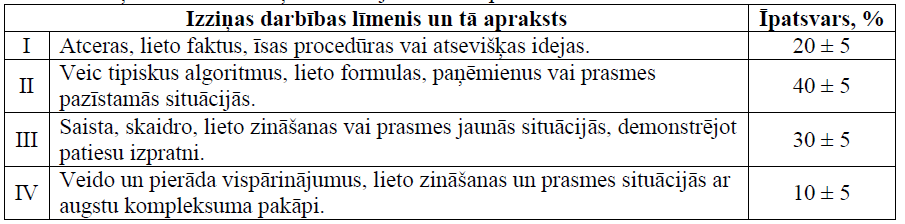 Izziņas darbības līmenis un tā apraksts Īpatsvars, %
I Atceras, lieto faktus, īsas procedūras vai atsevišķas idejas. 20 ± 5
II Veic tipiskus algoritmus, lieto formulas, paņēmienus vai prasmes
pazīstamās situācijās. 40 ± 5
III Saista, skaidro, lieto zināšanas vai prasmes jaunās situācijās, demonstrējot
patiesu izpratni. 30 ± 5
IV Veido un pierāda vispārinājumus, lieto zināšanas un prasmes situācijās ar
augstu kompleksuma pakāpi. 10 ± 5